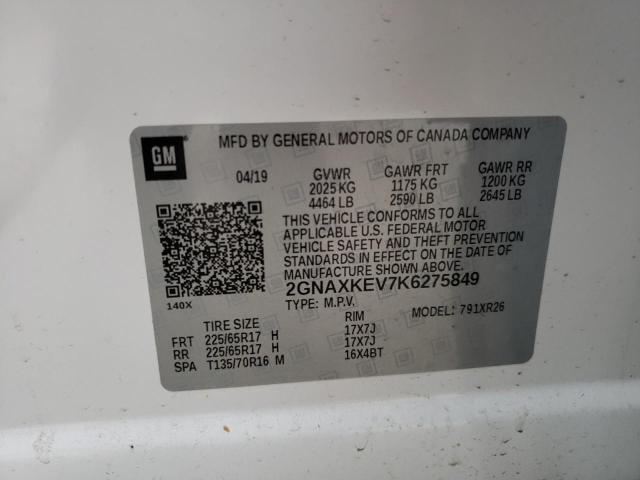 GM
MFD BY GENERAL MOTORS OF CANADA COMPANY
04/19 GVWR GAWR FRT GAWR RR
2025 KG 1175 KG 1200 KG
4464 LB 2590 LB 2645 LB
THIS VEHICLE CONFORMS TO ALL
APPLICABLE U.S. FEDERAL MOTOR
VEHICLE SAFETY AND THEFT PREVENTION
STANDARDS IN EFFECT ON THE DATE OF
MANUFACTURE SHOWN ABOVE.
140X 2GNAXKEV7K6275849
TYPE: M.P.V. MODEL: 791XR26
TIRE SIZE RIM
FRT 225/65R17 H 17X7J
RR 225/65R17 H 17X7J
SPA T135/70R16 M 16X4BT